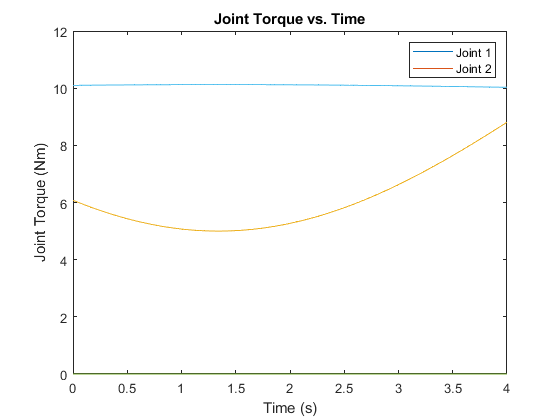 Joint Torque vs. Time
Joint 1
Joint 2
12
10
8
6
4
2
0
Joint Torque (Nm)
0 0.5 1 1.5 2 2.5 3 3.5 4
Time (s)